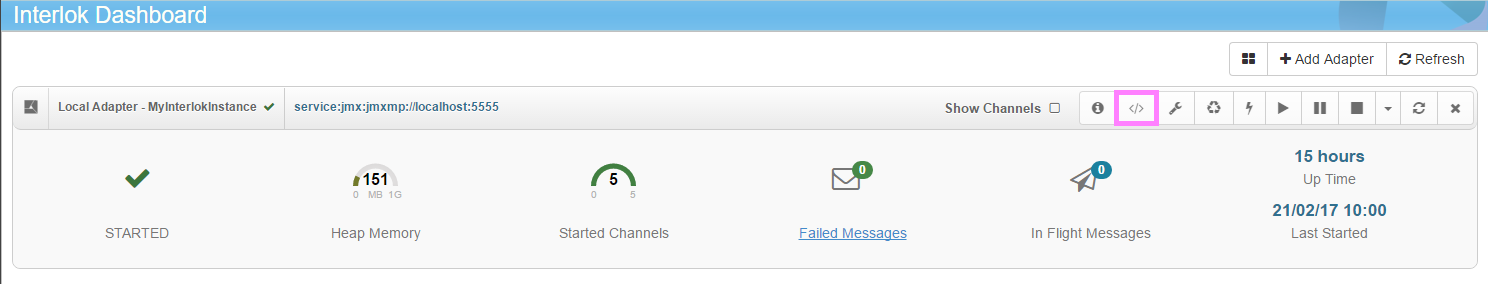 Interlok Dashboard
Add Adapter Refresh
Local Adapter - MyInterlokInstance service:jmx:jmxmp://localhost:5555 Show Channels </>
151 5 0 0 15 hours
0 MB 1G 0 5 Up Time
21/02/17 10:00
STARTED Heap Memory Started Channels Failed Messages In Flight Messages Last Started